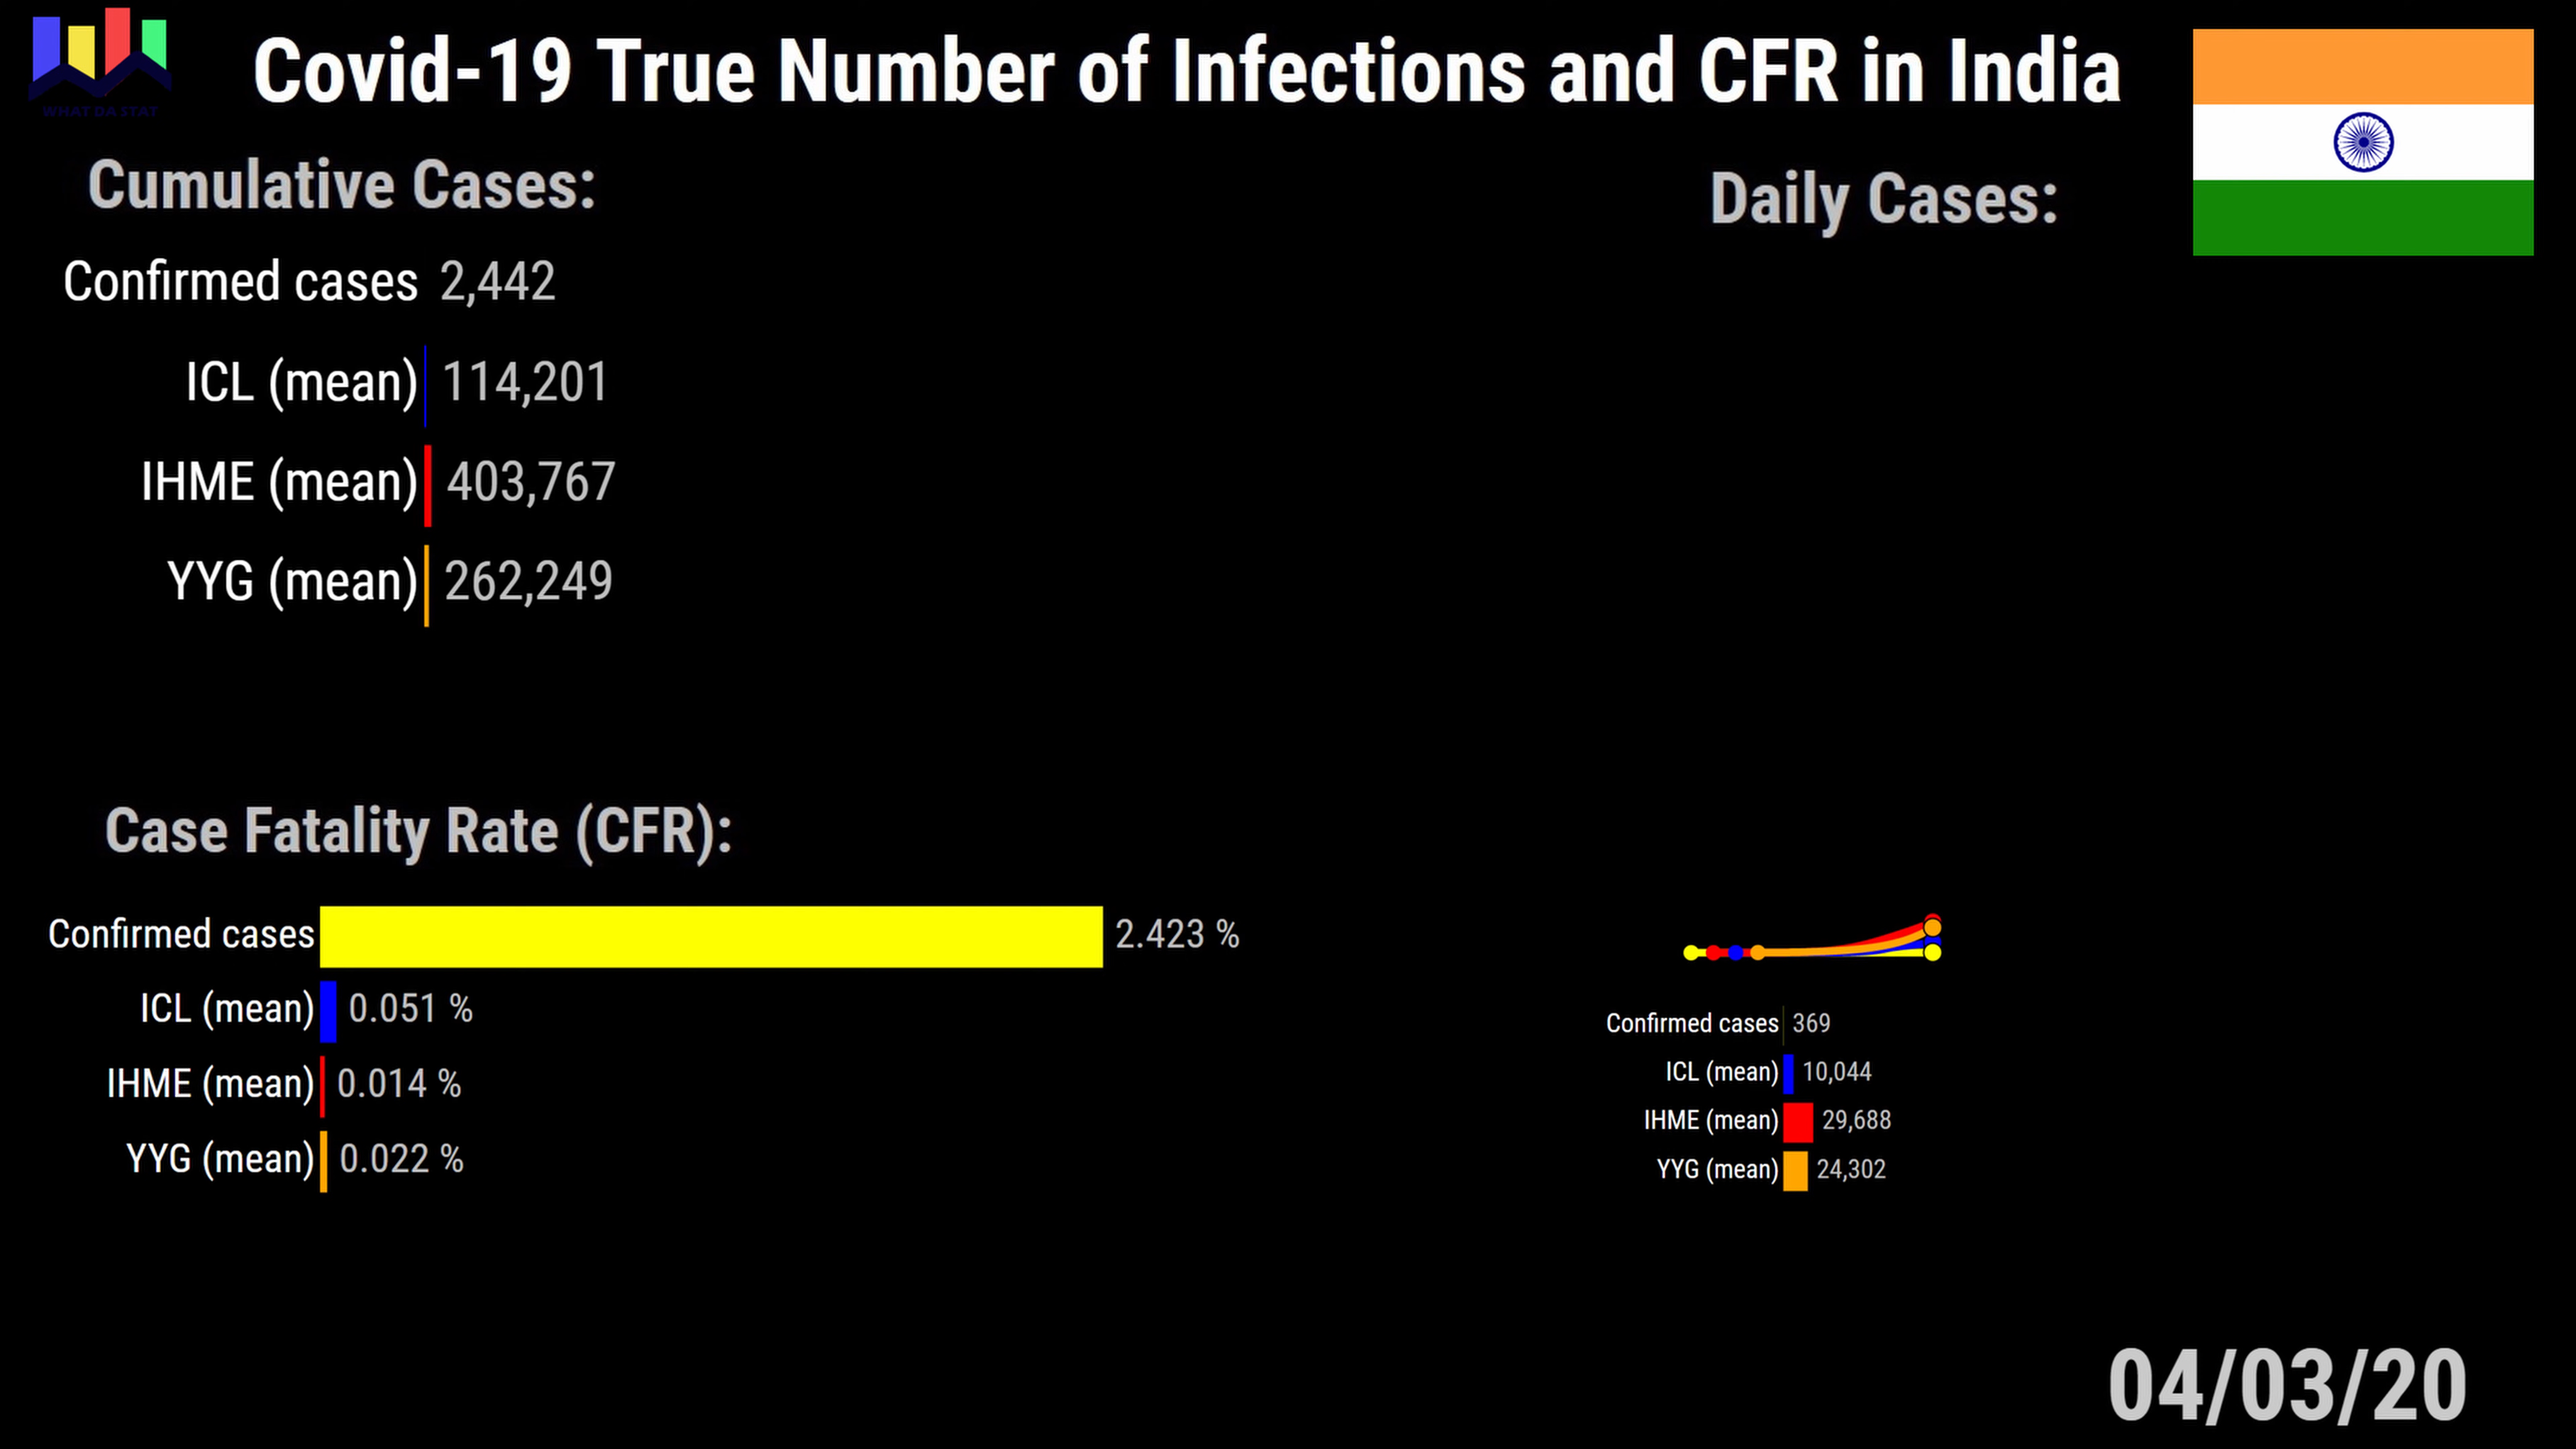 WHAT DA STAT
Covid-19 True Number of Infections and CFR in India
Cumulative Cases:
Confirmed cases 2,442
ICL (mean) 114,201
IHME (mean) 403,767
YYG (mean) 262,249
Daily Cases:
Case Fatality Rate (CFR):
Confirmed cases 2.423 %
ICL (mean) 0.051 %
IHME (mean) 0.014 %
YYG (mean) 0.022 %
Confirmed cases 369
ICL (mean) 10,044
IHME (mean) 29,688
YYG (mean) 24,302
04/03/20